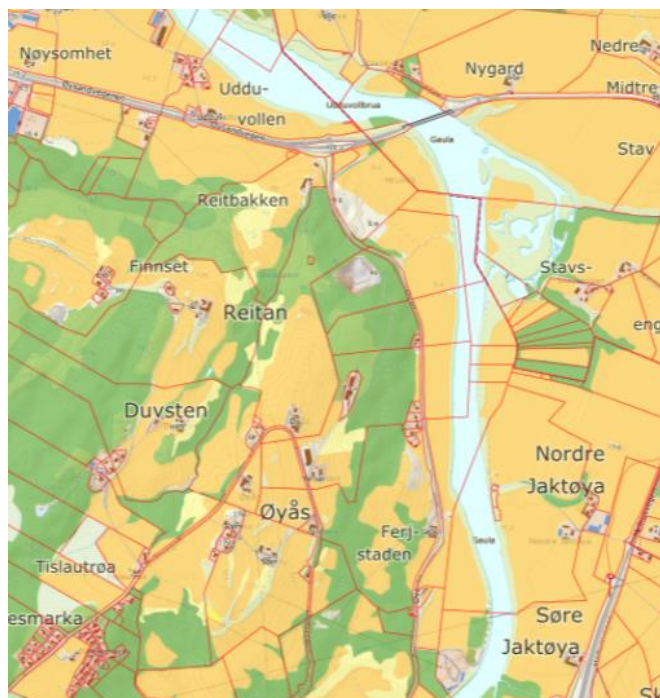 Nøysomhet
Nedre
Nygard
Midtre
Uddu-
vollen
Udduvollbrua
Gaula
Stav
Reitbakken
Finnset
Stavs-
eng
Reitan
Duvsten
Nordre
Jaktøya
Øyås
Ferj-
staden
Gaula
Tislautrøa
esmarka
Søre
Jaktøya